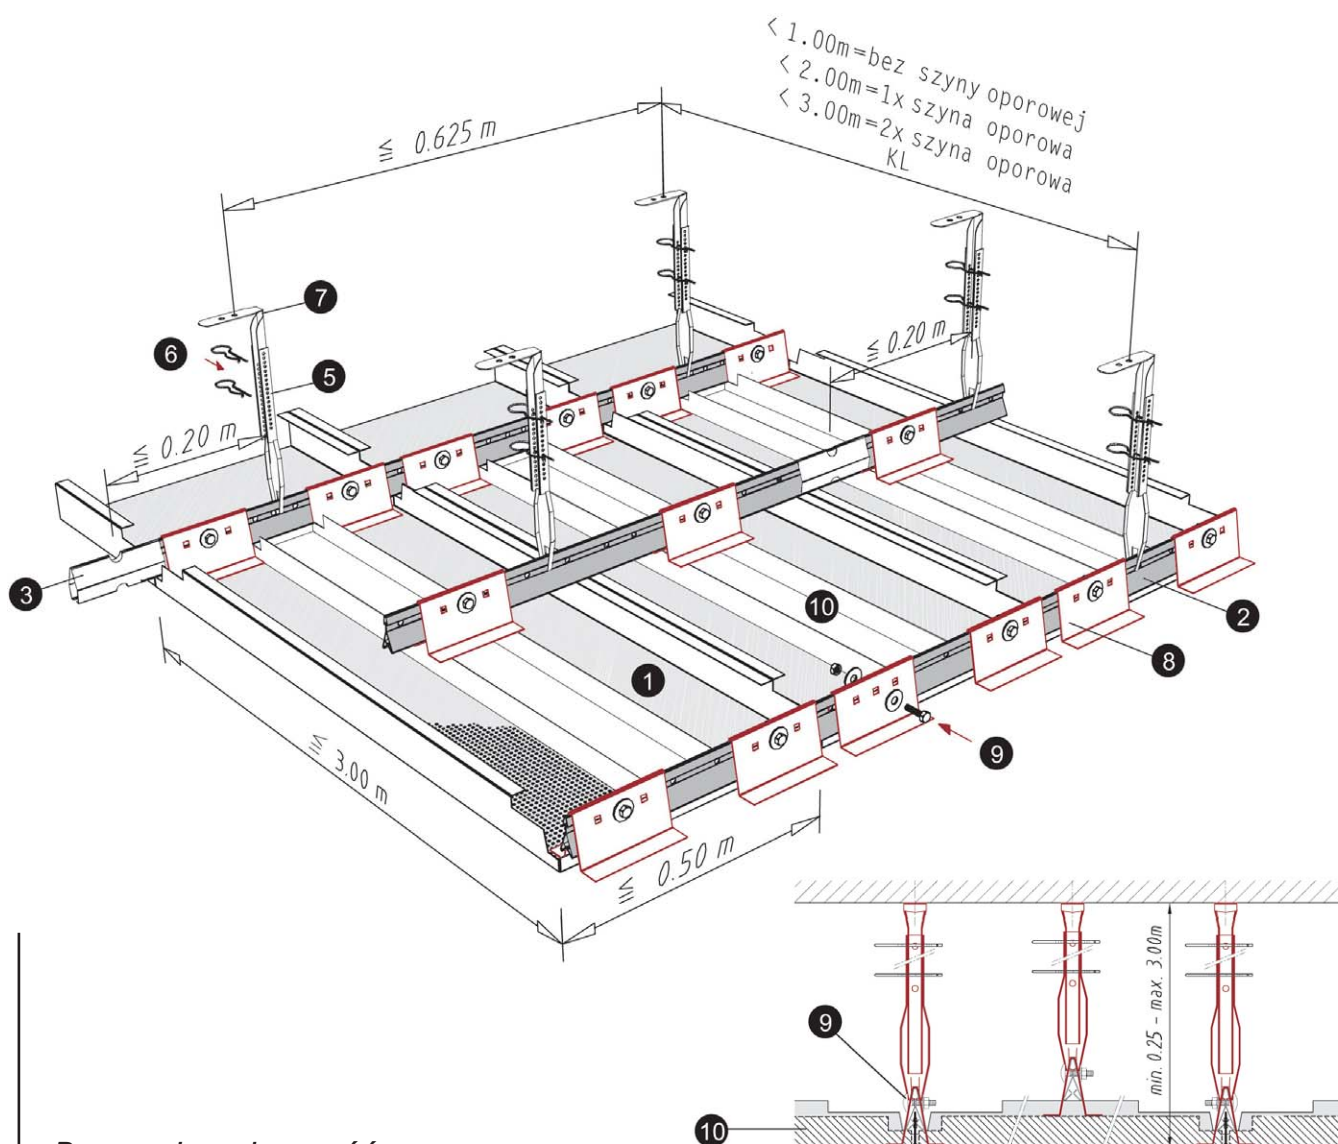 < 1.00m=bez szyny oporowej
< 2.00m=1x szyna oporowa
< 3.00m=2x szyna oporowa
KL
≤ 0.625 m
7
6
5
≤ 0.20 m
≤ 0.20 m
3
10
2
1
8
9
≤ 3.00 m
≤ 0.50 m
min. 0.25 - max. 3.00m
9
10